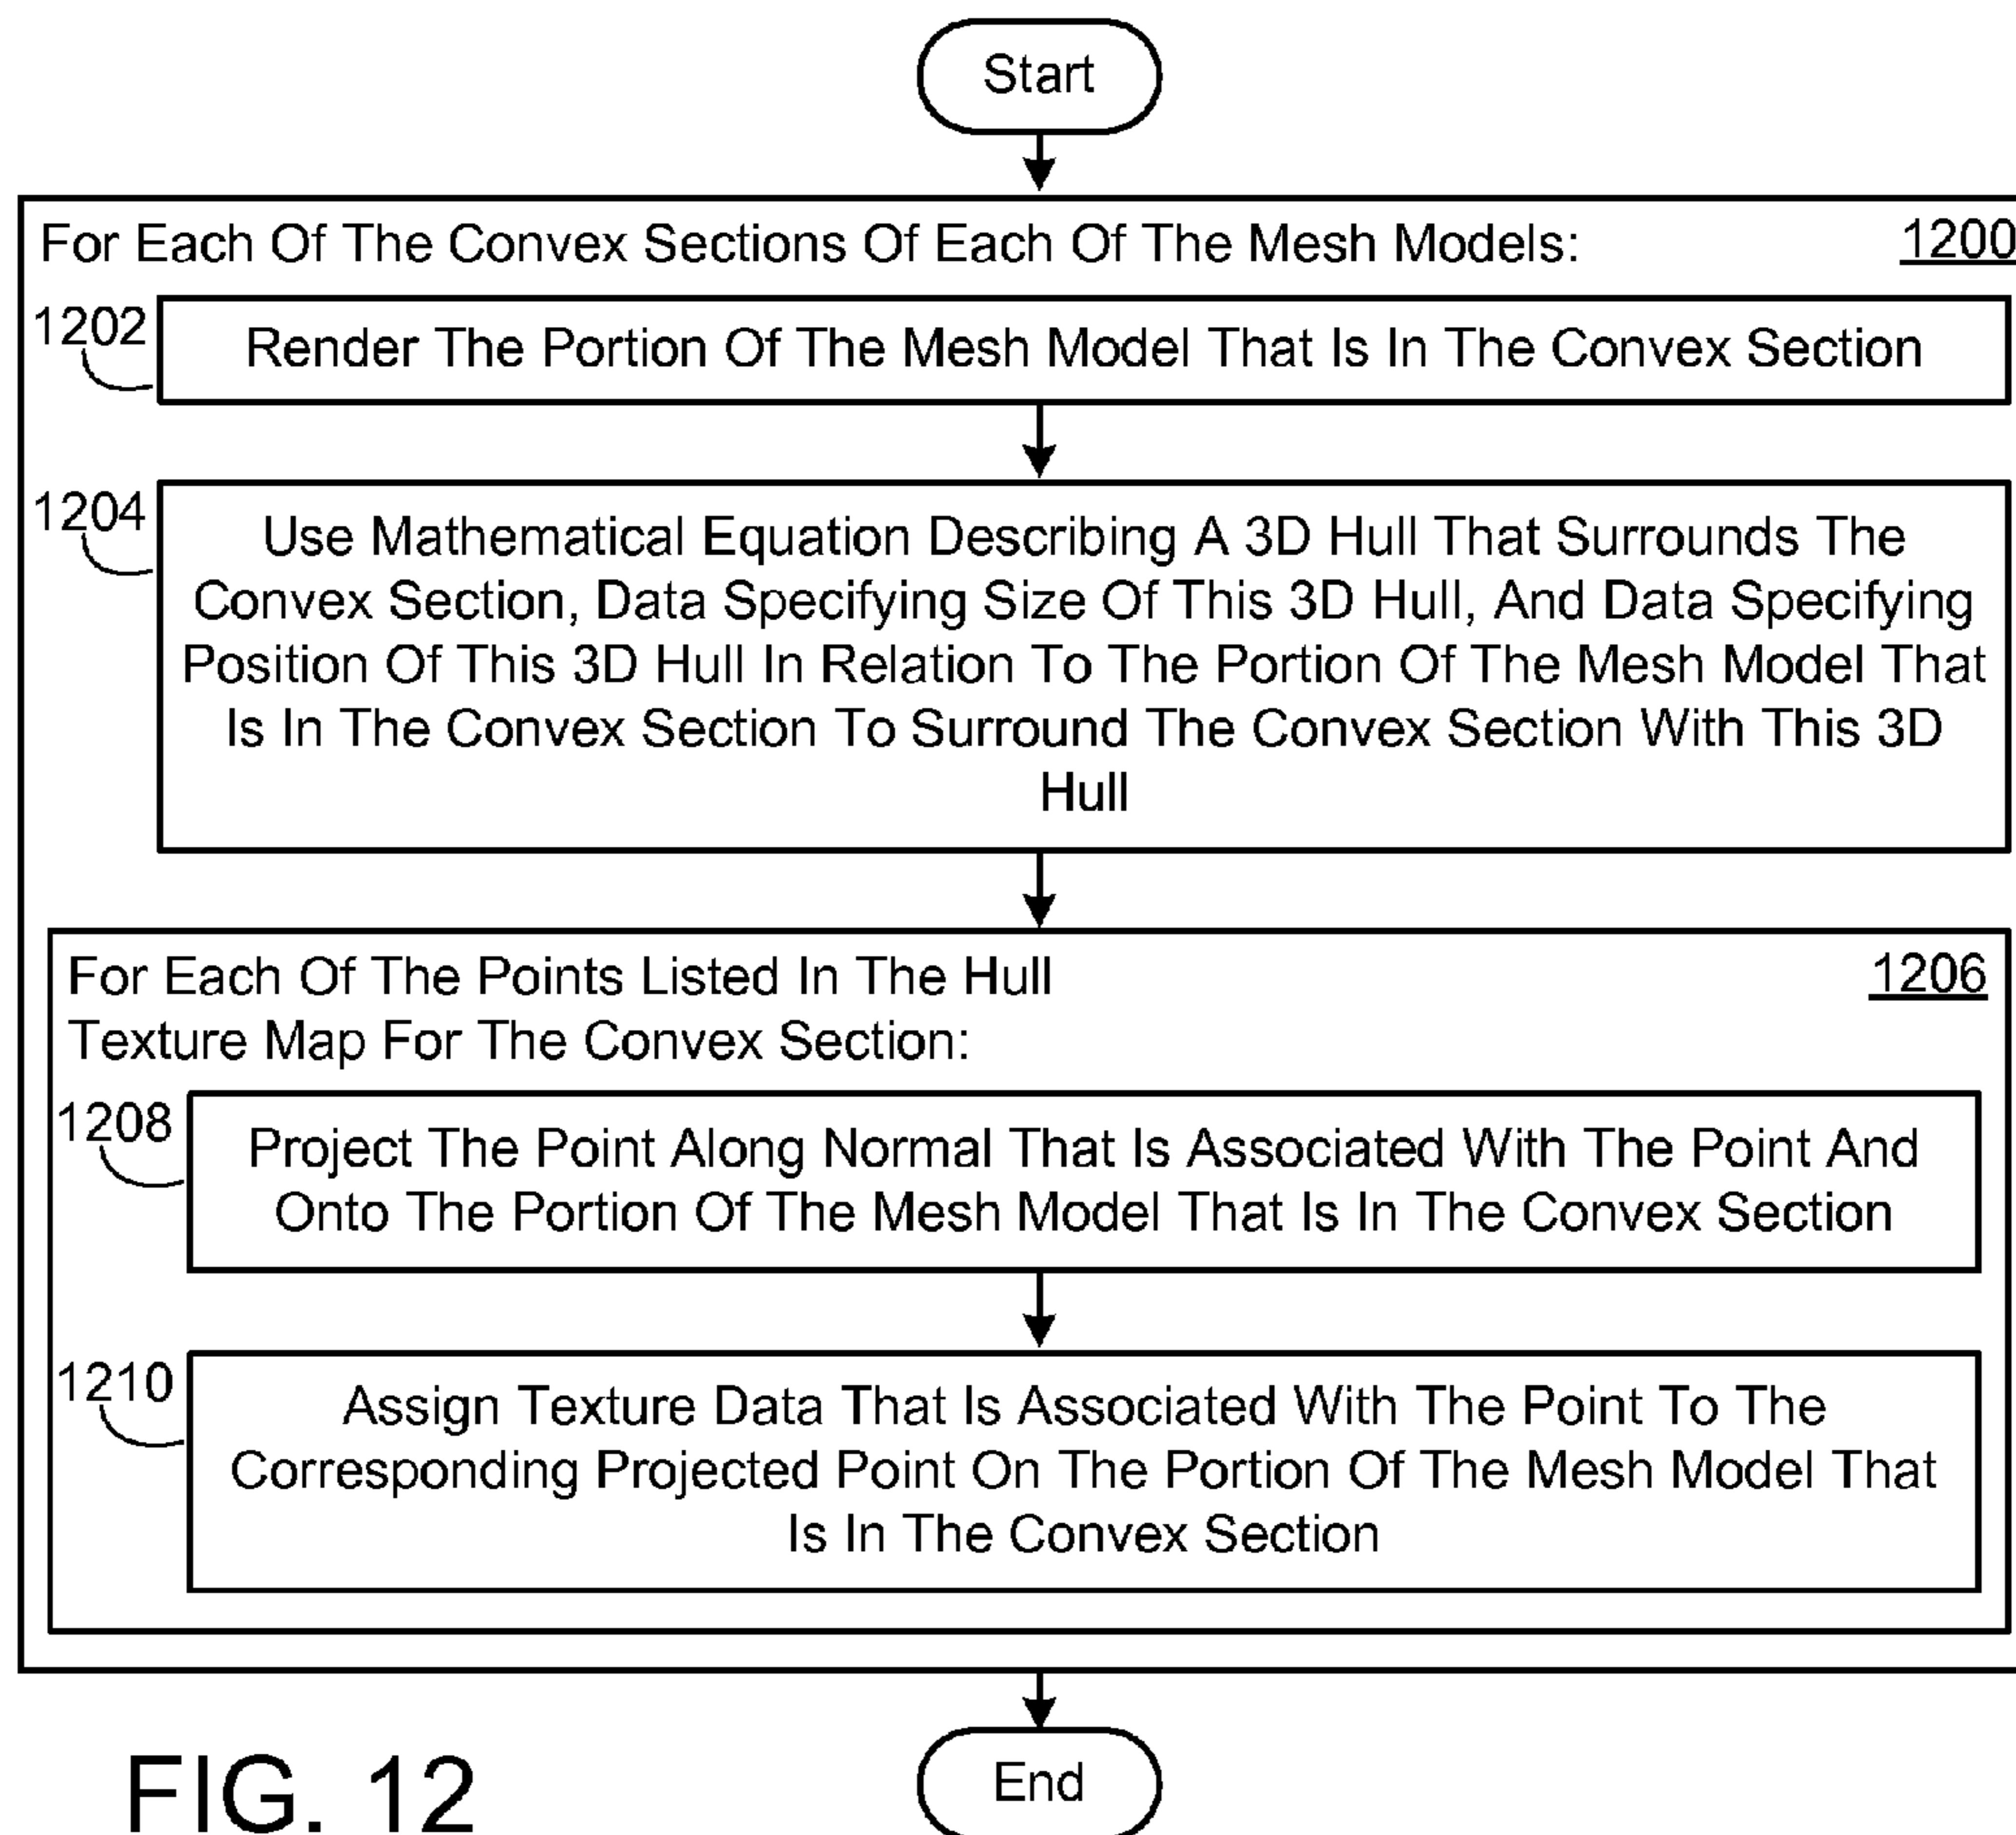 Start
For Each Of The Convex Sections Of Each Of The Mesh Models: 1200
1202
Render The Portion Of The Mesh Model That Is In The Convex Section
1204
Use Mathematical Equation Describing A 3D Hull That Surrounds The
Convex Section, Data Specifying Size Of This 3D Hull, And Data Specifying
Position Of This 3D Hull In Relation To The Portion Of The Mesh Model That
Is In The Convex Section To Surround The Convex Section With This 3D
Hull
For Each Of The Points Listed In The Hull 1206
Texture Map For The Convex Section:
1208
Project The Point Along Normal That Is Associated With The Point And
Onto The Portion Of The Mesh Model That Is In The Convex Section
1210
Assign Texture Data That Is Associated With The Point To The
Corresponding Projected Point On The Portion Of The Mesh Model That
Is In The Convex Section
End
FIG. 12